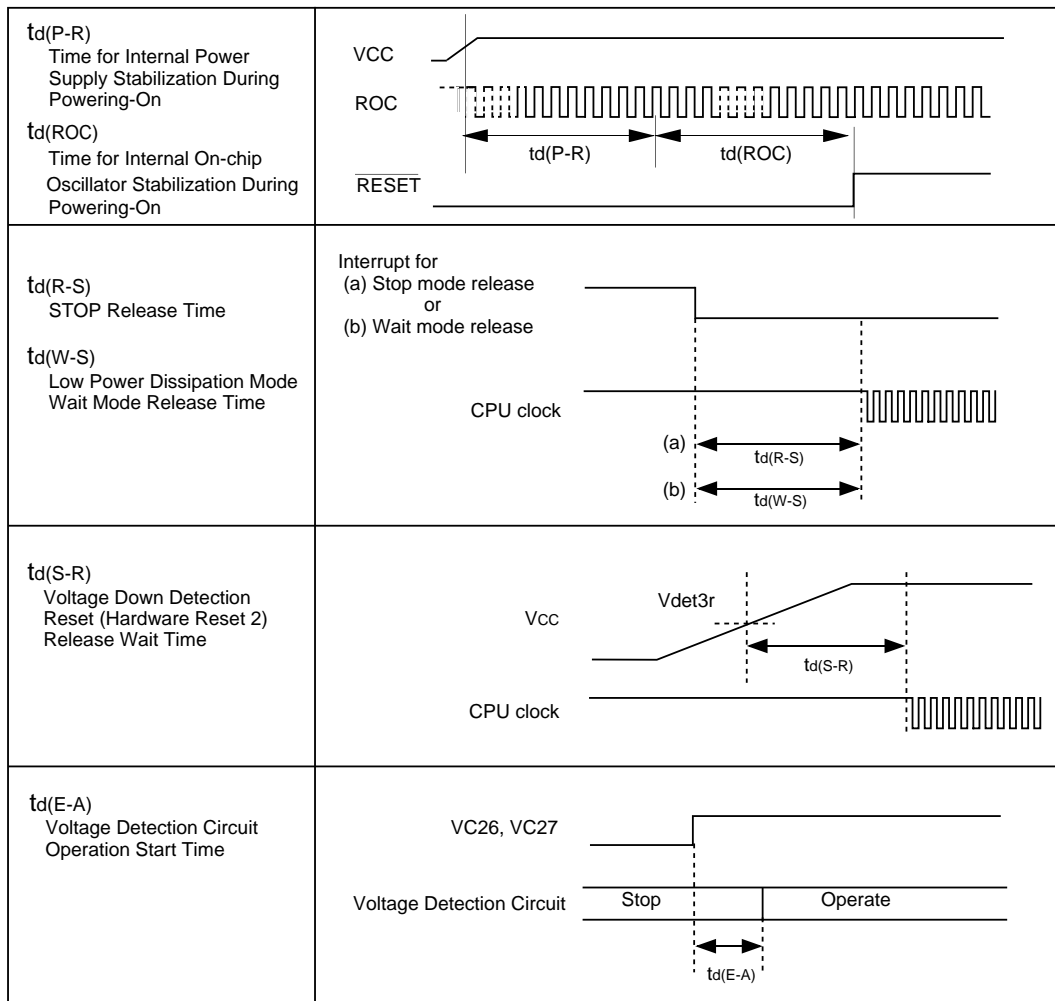 td(P-R)
Time for Internal Power
Supply Stabilization During
Powering-On
td(ROC)
Time for Internal On-chip
Oscillator Stabilization During
Powering-On
VCC
ROC
td(P-R)
td(ROC)
RESET
td(R-S)
STOP Release Time
td(W-S)
Low Power Dissipation Mode
Wait Mode Release Time
Interrupt for
(a) Stop mode release
or
(b) Wait mode release
CPU clock
(a)
td(R-S)
(b)
td(W-S)
td(S-R)
Voltage Down Detection
Reset (Hardware Reset 2)
Release Wait Time
Vdet3r
VCC
td(S-R)
CPU clock
td(E-A)
Voltage Detection Circuit
Operation Start Time
VC26, VC27
Voltage Detection Circuit
Stop
Operate
td(E-A)